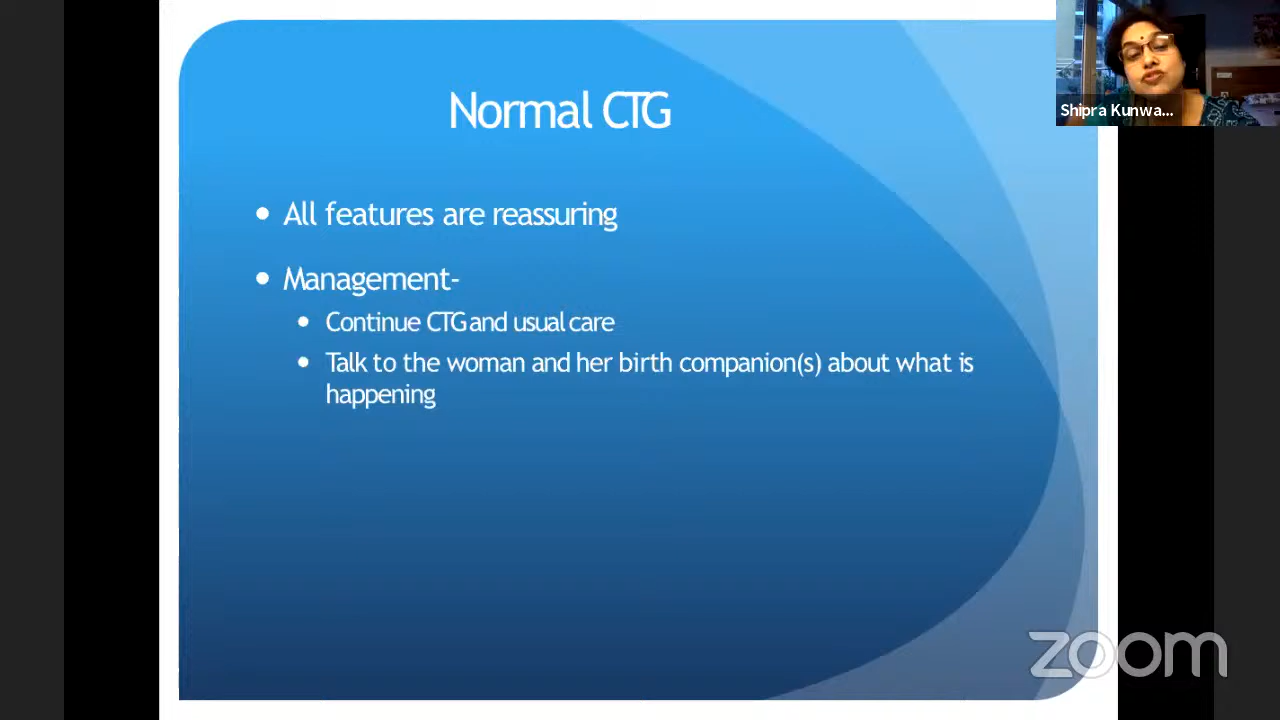 Normal CTG
Shipra Kunwa...
• All features are reassuring
• Management-
• Continue CTG and usual care
• Talk to the woman and her birth companion(s) about what is
happening
zoom